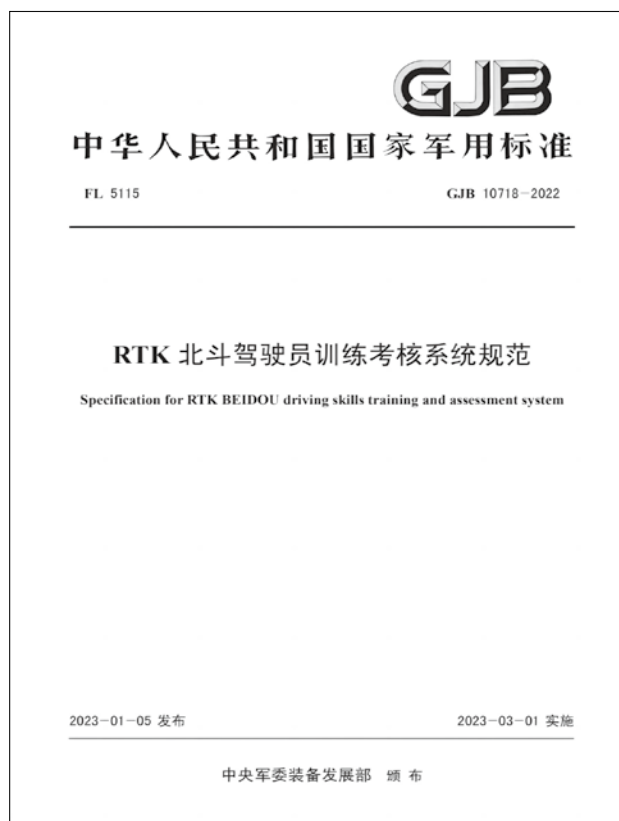 GJB
中华人民共和国国家军用标准
FL 5115 GJB 10718-2022
RTK 北斗驾驶员训练考核系统规范
Specification for RTK BEIDOU driving skills training and assessment system
2023-01-05 发布 2023-03-01 实施
中央军委装备发展部 颁布